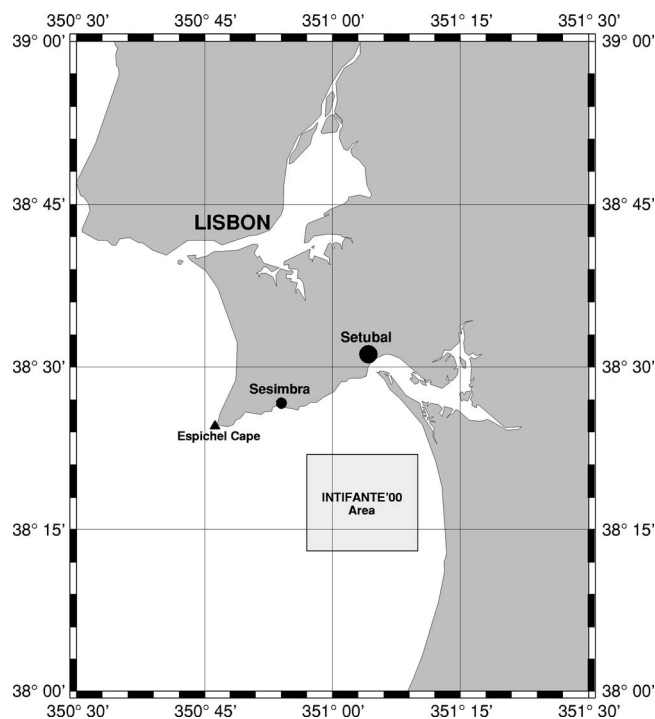 350° 30’ 350° 45’ 351° 00’ 351° 15’ 351° 30’
39° 00’ 39° 00’
38° 45’ 38° 45’
LISBON
Setubal
38° 30’ 38° 30’
Sesimbra
Espichel Cape
INTIFANTE’00
Area
38° 15’ 38° 15’
38° 00’ 38° 00’
350° 30’ 350° 45’ 351° 00’ 351° 15’ 351° 30’